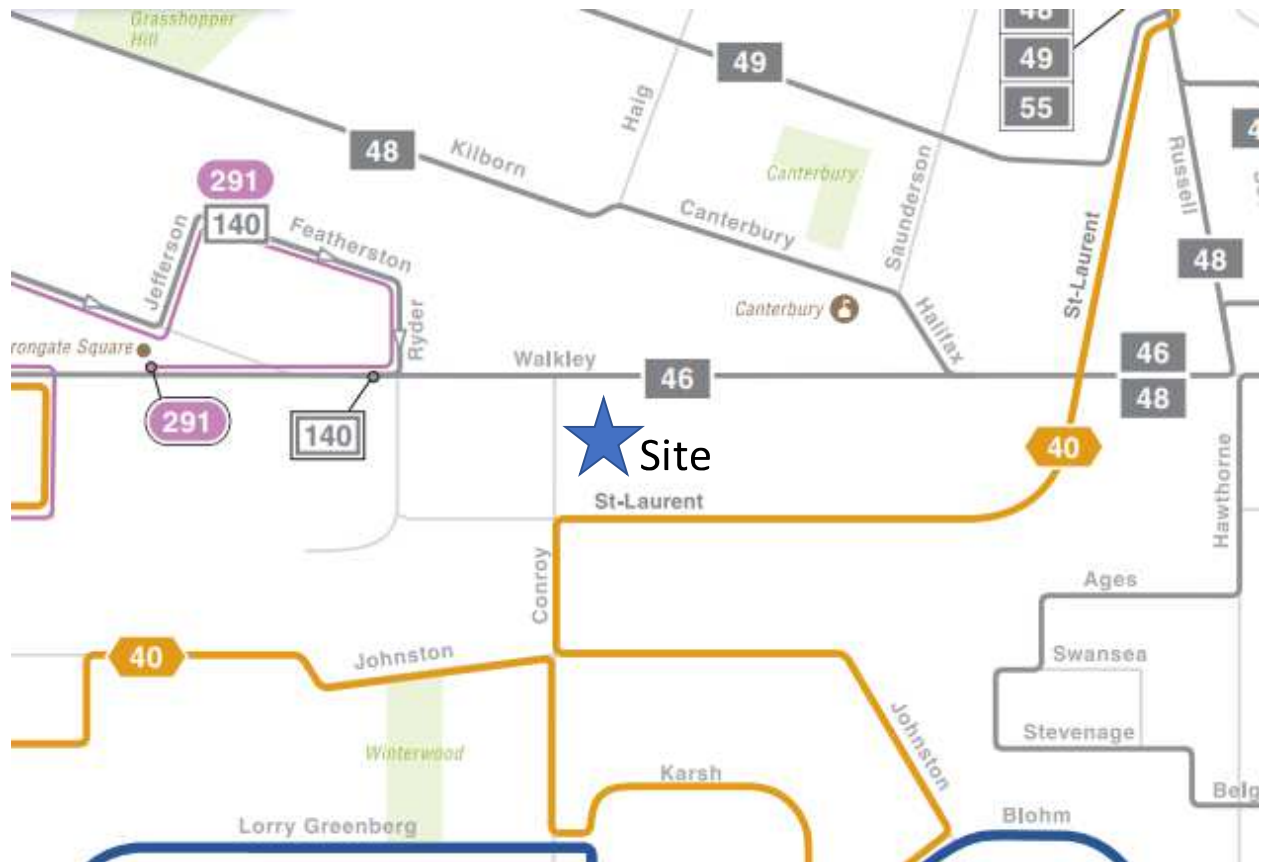 Grasshopper
Hill
48
49
49
55
Haig
48
Kilborn
Canterbury
Russell
Saunderson
291
140
Jefferson
Featherston
Canterbury
St-Laurent
48
Canterbury
Halifax
Ryder
rongate Square
Walkley
46
46
48
291
140
Site
40
St-Laurent
Hawthorne
Conroy
Ages
40
Johnston
Swansea
Johnston
Stevenage
Winterwood
Karsh
Belg
Lorry Greenberg
Blohm